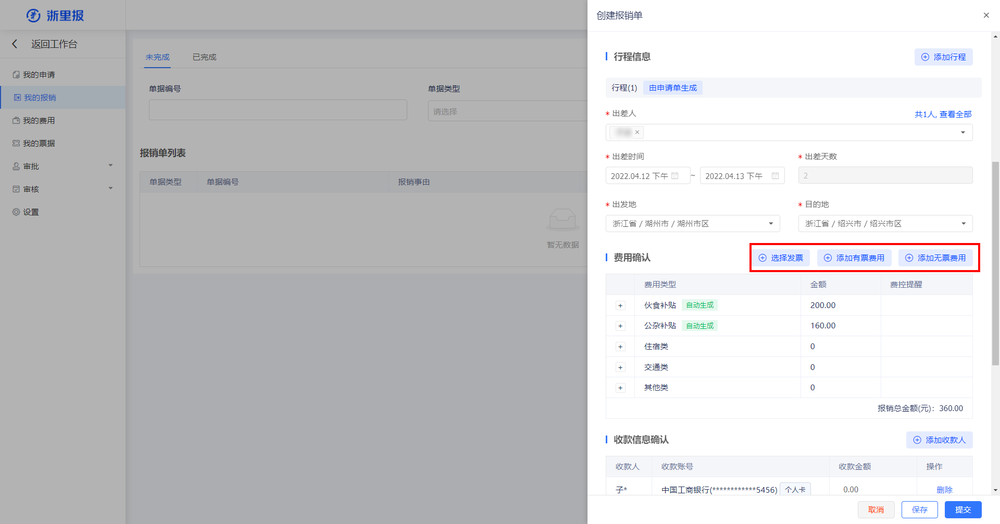 浙里报
返回工作台
我的申请
我的报销
我的费用
我的票据
审批
审核
设置
未完成 已完成
单据编号 单据类型
请选择
报销单列表
单据类型 单据编号 报销事由
暂无数据
创建报销单
行程信息 添加行程
行程(1) 由申请单生成
* 出差人 共1人, 查看全部
* 出差时间 * 出差天数
2022.04.12 下午 ~ 2022.04.13 下午 2
* 出发地 * 目的地
浙江省 / 湖州市 / 湖州市区 浙江省 / 绍兴市 / 绍兴市区
费用确认 选择发票 添加有票费用 添加无票费用
费用类型 金额 费控提醒
+ 伙食补贴 自动生成 200.00
+ 公杂补贴 自动生成 160.00
+ 住宿类 0
+ 交通类 0
+ 其他类 0
报销总金额(元): 360.00
收款信息确认 添加收款人
收款人 收款账号 收款金额 操作
子* 中国工商银行(************5456) 个人卡 0.00 删除
取消 保存 提交